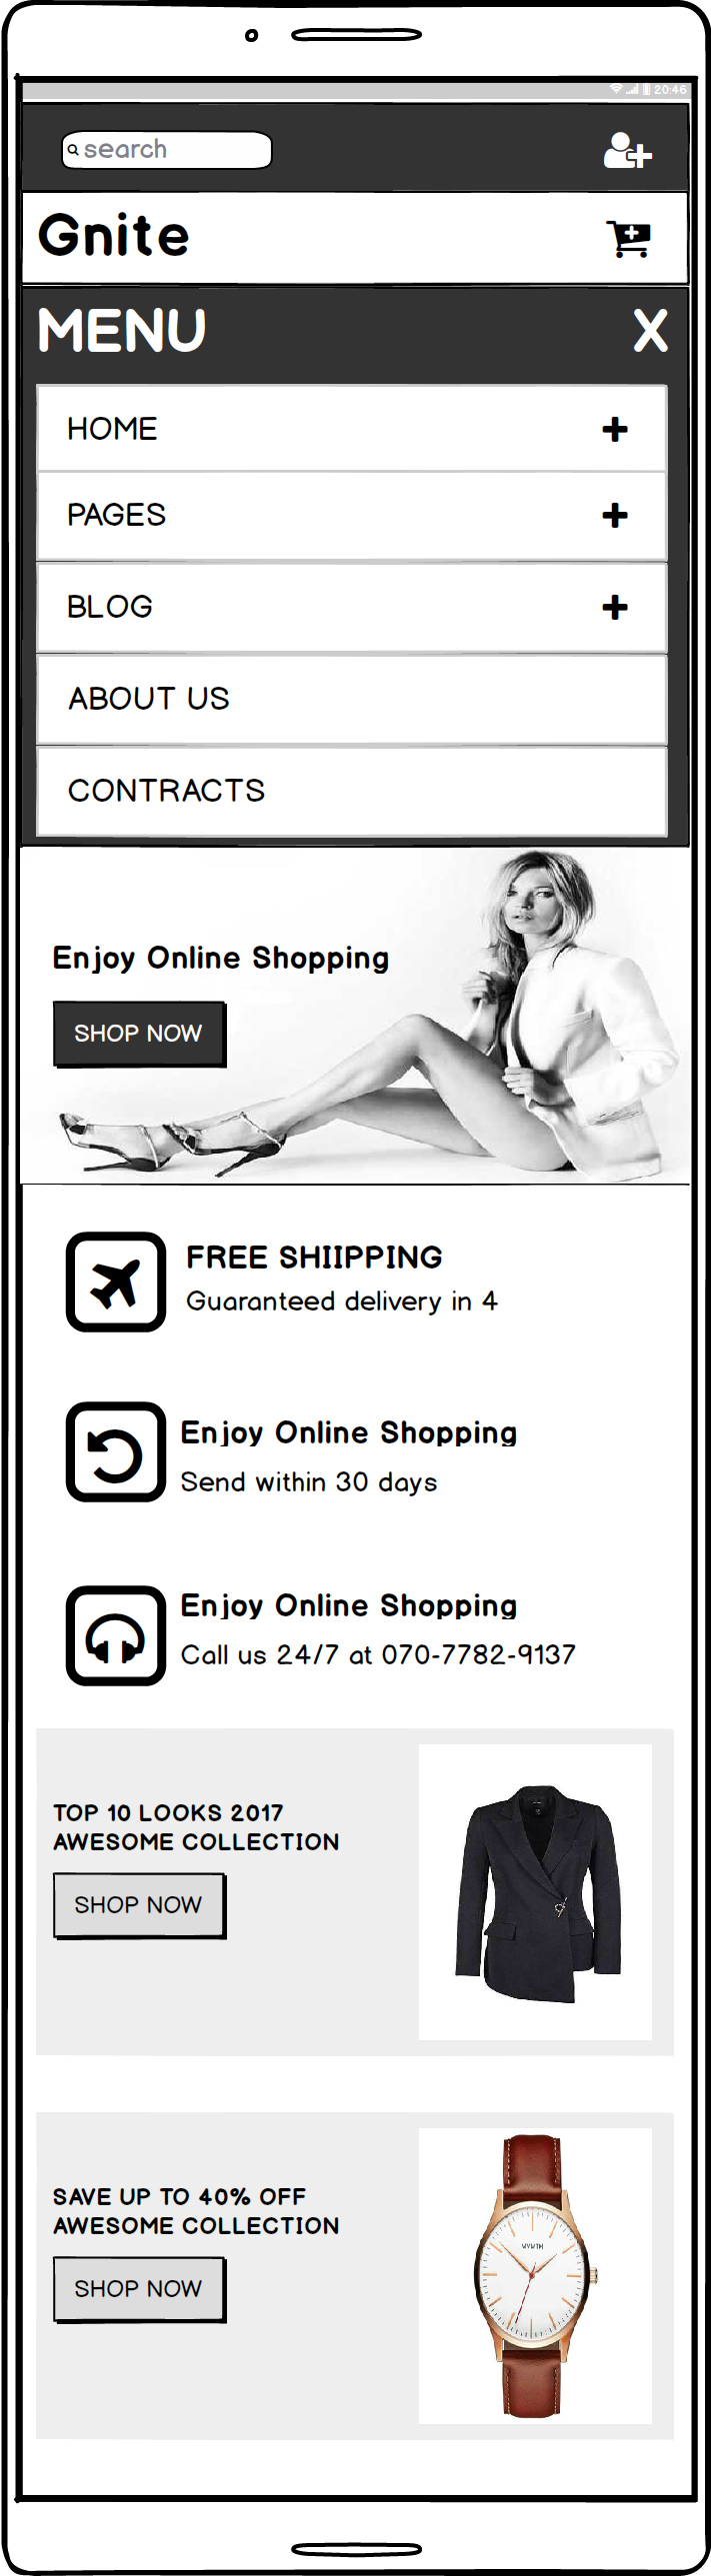 20:46
search
Gnite
MENU X
HOME
PAGES
BLOG
ABOUT US
CONTRACTS
Enjoy Online Shopping
SHOP NOW
FREE SHIIPPING
Guaranteed delivery in 4
Enjoy Online Shopping
Send within 30 days
Enjoy Online Shopping
Call us 24/7 at 070-7782-9137
TOP 10 LOOKS 2017
AWESOME COLLECTION
SHOP NOW
SAVE UP TO 40% OFF
AWESOME COLLECTION
SHOP NOW